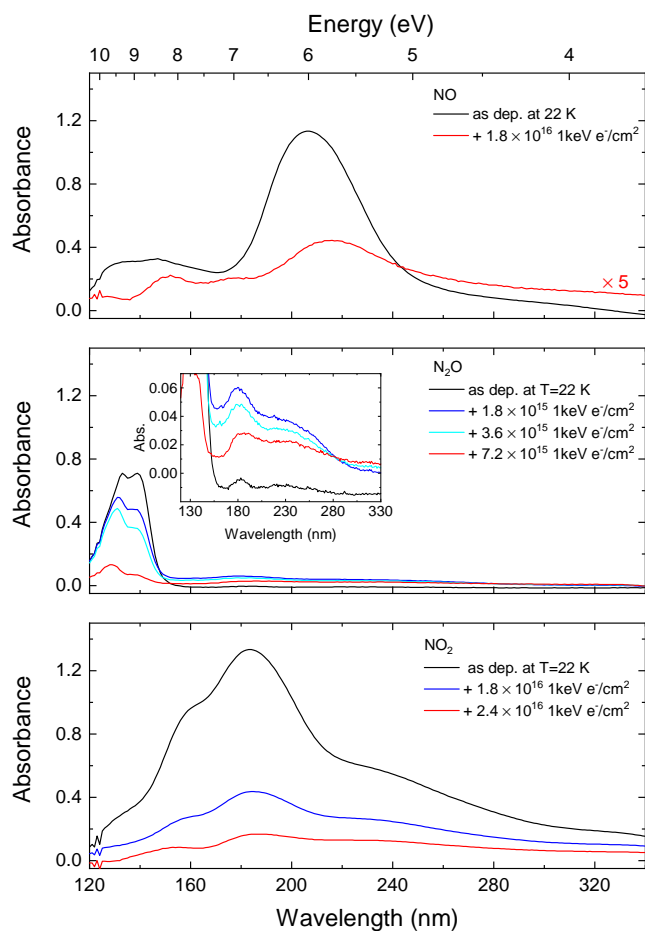 Energy (eV)
10 9 8 7 6 5 4
NO
as dep. at 22 K
+ 1.8 × 10¹⁶ 1keV e⁻/cm²
Absorbance
1.2
0.8
0.4
0.0
× 5
N₂O
as dep. at T=22 K
+ 1.8 × 10¹⁵ 1keV e⁻/cm²
+ 3.6 × 10¹⁵ 1keV e⁻/cm²
+ 7.2 × 10¹⁵ 1keV e⁻/cm²
Absorbance
1.2
0.8
0.4
0.0
Abs.
0.06
0.04
0.02
0.00
130 180 230 280 330
Wavelength (nm)
NO₂
as dep. at T=22 K
+ 1.8 × 10¹⁶ 1keV e⁻/cm²
+ 2.4 × 10¹⁶ 1keV e⁻/cm²
Absorbance
1.2
0.8
0.4
0.0
120 160 200 240 280 320
Wavelength (nm)